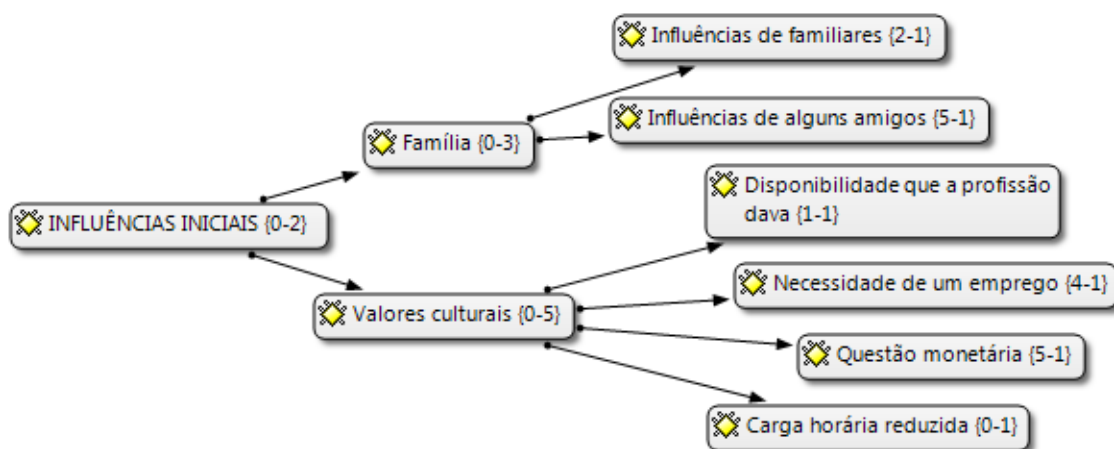 Influências de familiares {2-1}
Influências de alguns amigos {5-1}
Família {0-3}
Disponibilidade que a profissão
dava {1-1}
INFLUÊNCIAS INICIAIS {0-2}
Necessidade de um emprego {4-1}
Valores culturais {0-5}
Questão monetária {5-1}
Carga horária reduzida {0-1}